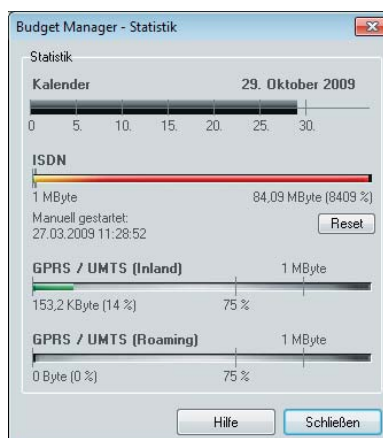 Budget Manager - Statistik
Statistik
Kalender 29. Oktober 2009
0 5. 10. 15. 20. 25. 30.
ISDN
1 MByte 84,09 MByte (8409 %)
Manuell gestartet:
27.03.2009 11:28:52
Reset
GPRS / UMTS (Inland) 1 MByte
153,2 KByte (14 %) 75 %
GPRS / UMTS (Roaming) 1 MByte
0 Byte (0 %) 75 %
Hilfe Schließen